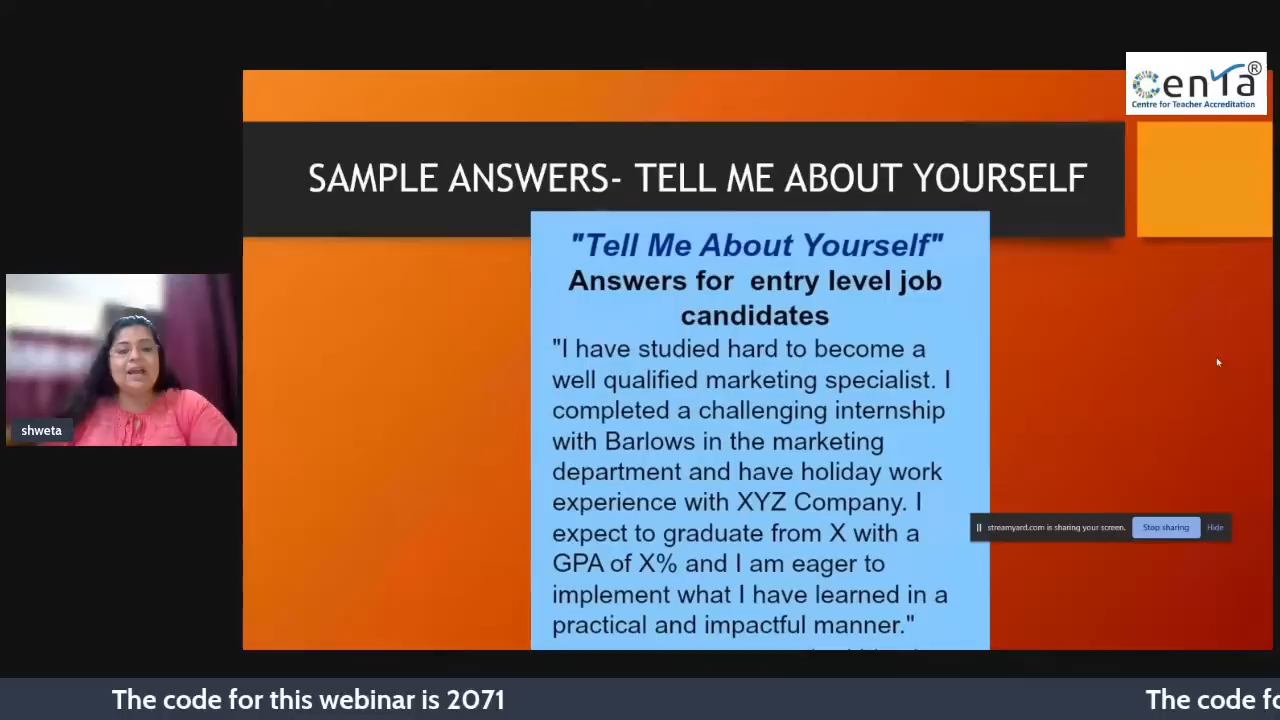 CENTA®
Centre for Teacher Accreditation
SAMPLE ANSWERS- TELL ME ABOUT YOURSELF
"Tell Me About Yourself"
Answers for entry level job
candidates
"I have studied hard to become a
well qualified marketing specialist. I
completed a challenging internship
with Barlows in the marketing
department and have holiday work
experience with XYZ Company. I
expect to graduate from X with a
GPA of X% and I am eager to
implement what I have learned in a
practical and impactful manner."
shweta
streamyard.com is sharing your screen. Stop sharing Hide
The code for this webinar is 2071
The code fo